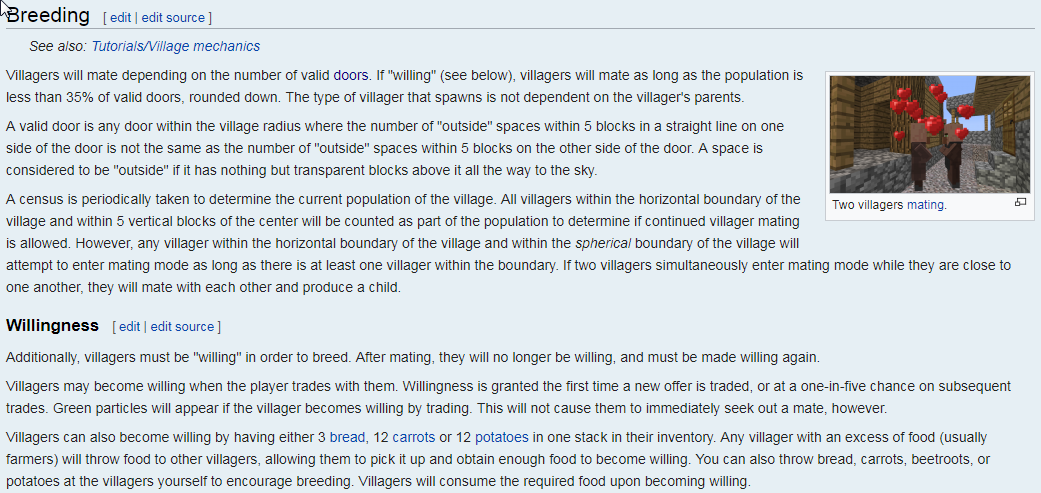 Breeding [ edit | edit source ]
See also: Tutorials/Village mechanics
Villagers will mate depending on the number of valid doors. If "willing" (see below), villagers will mate as long as the population is
less than 35% of valid doors, rounded down. The type of villager that spawns is not dependent on the villager's parents.
A valid door is any door within the village radius where the number of "outside" spaces within 5 blocks in a straight line on one
side of the door is not the same as the number of "outside" spaces within 5 blocks on the other side of the door. A space is
considered to be "outside" if it has nothing but transparent blocks above it all the way to the sky.
A census is periodically taken to determine the current population of the village. All villagers within the horizontal boundary of the
village and within 5 vertical blocks of the center will be counted as part of the population to determine if continued villager mating
is allowed. However, any villager within the horizontal boundary of the village and within the spherical boundary of the village will
attempt to enter mating mode as long as there is at least one villager within the boundary. If two villagers simultaneously enter mating mode while they are close to
one another, they will mate with each other and produce a child.
Two villagers mating.
Willingness [ edit | edit source ]
Additionally, villagers must be "willing" in order to breed. After mating, they will no longer be willing, and must be made willing again.
Villagers may become willing when the player trades with them. Willingness is granted the first time a new offer is traded, or at a one-in-five chance on subsequent
trades. Green particles will appear if the villager becomes willing by trading. This will not cause them to immediately seek out a mate, however.
Villagers can also become willing by having either 3 bread, 12 carrots or 12 potatoes in one stack in their inventory. Any villager with an excess of food (usually
farmers) will throw food to other villagers, allowing them to pick it up and obtain enough food to become willing. You can also throw bread, carrots, beetroots, or
potatoes at the villagers yourself to encourage breeding. Villagers will consume the required food upon becoming willing.